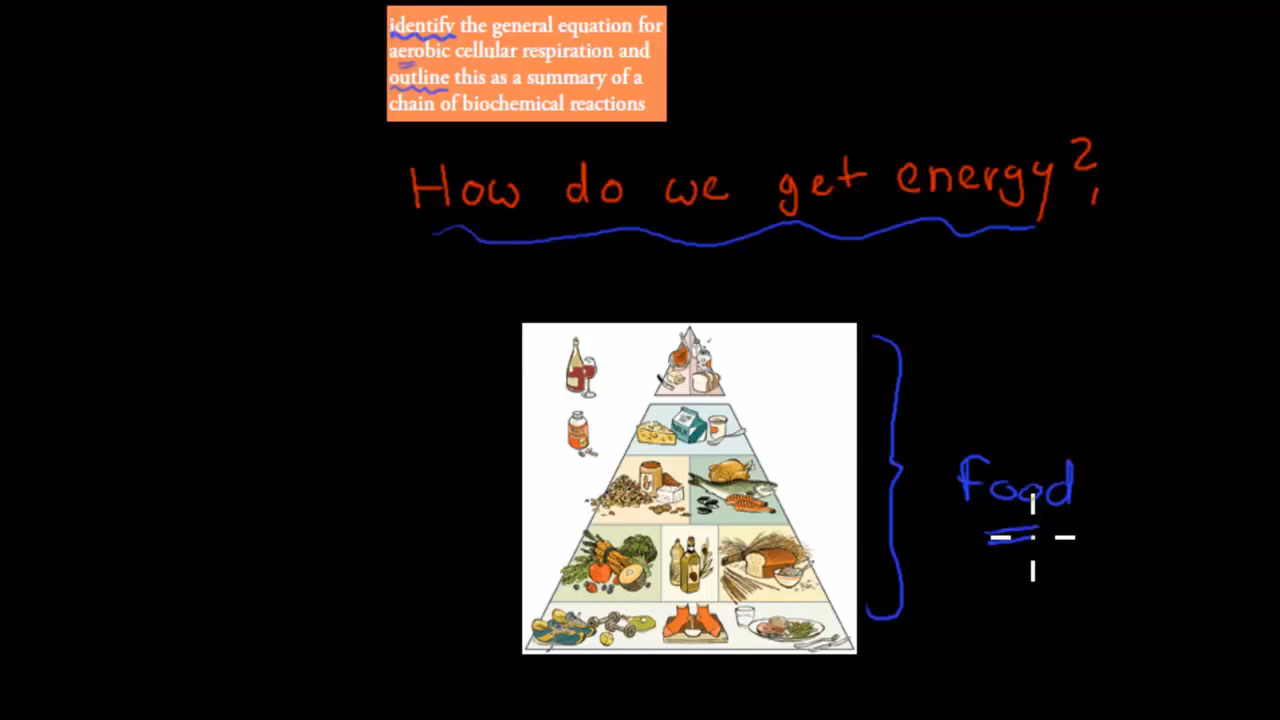 identify the general equation for
aerobic cellular respiration and
outline this as a summary of a
chain of biochemical reactions
How do we get energy?
Food